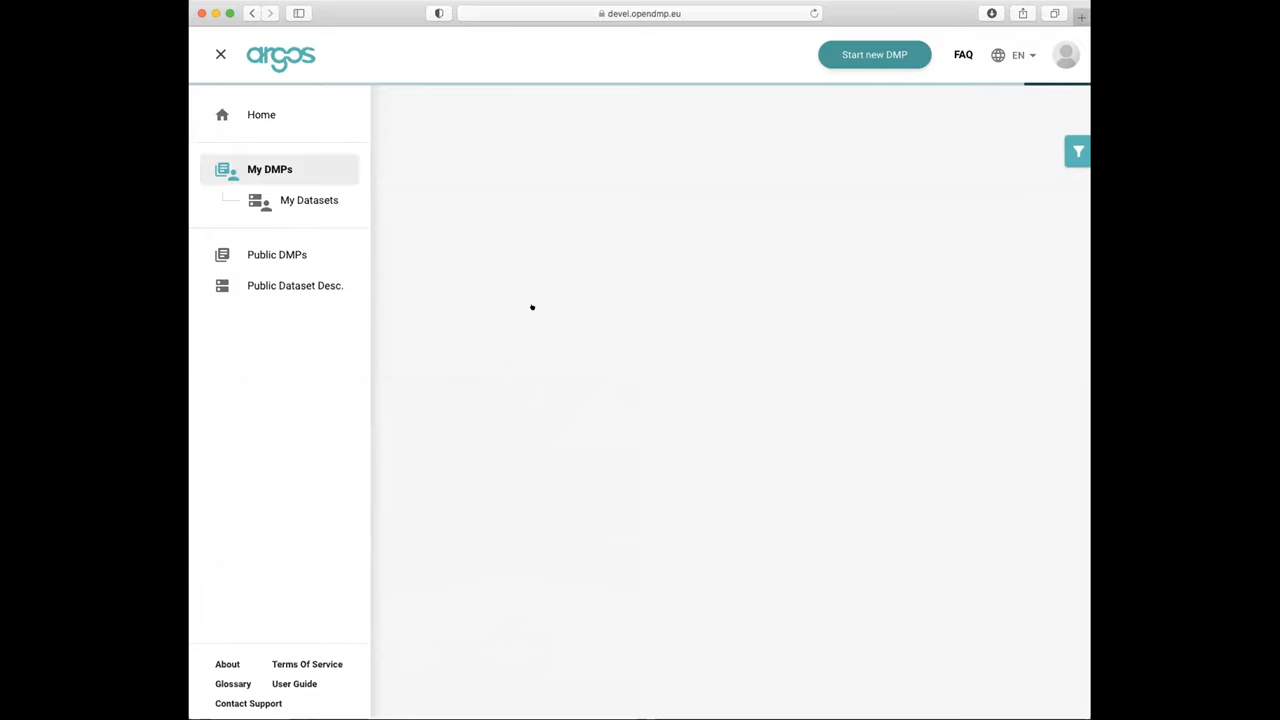 devel.opendmp.eu
argos
Start new DMP
FAQ
EN
Home
My DMPs
My Datasets
Public DMPs
Public Dataset Desc.
About
Terms Of Service
Glossary
User Guide
Contact Support